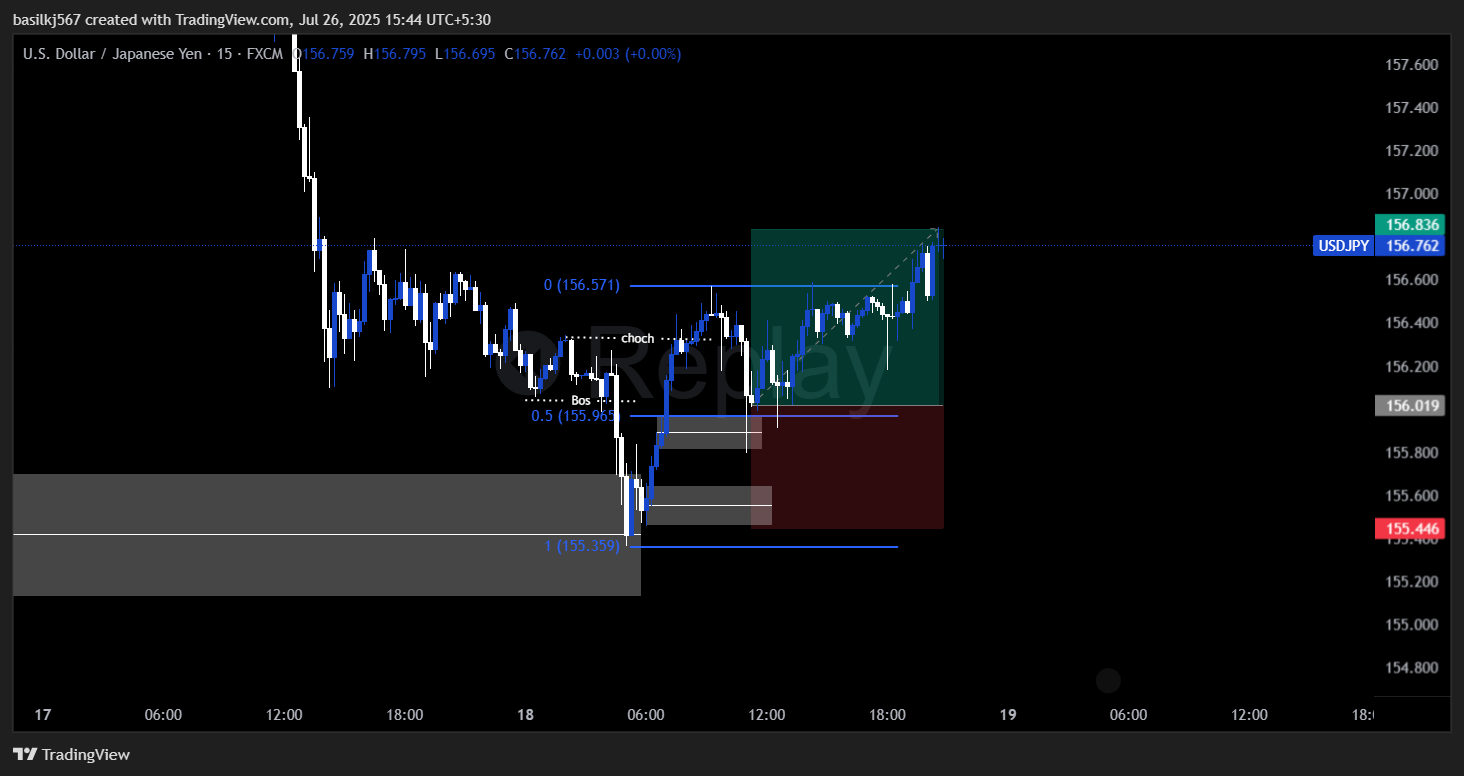 basilkj567 created with TradingView.com, Jul 26, 2025 15:44 UTC+5:30
U.S. Dollar / Japanese Yen · 15 · FXCM O156.759 H156.795 L156.695 C156.762 +0.003 (+0.00%)
157.600
157.400
157.200
157.000
156.836
USDJPY 156.762
156.600
0 (156.571)
156.400
choch
Replay
156.200
Bos
156.019
0.5 (155.965)
155.800
155.600
155.446
155.400
1 (155.359)
155.200
155.000
154.800
17 06:00 12:00 18:00 18 06:00 12:00 18:00 19 06:00 12:00 18:
TradingView